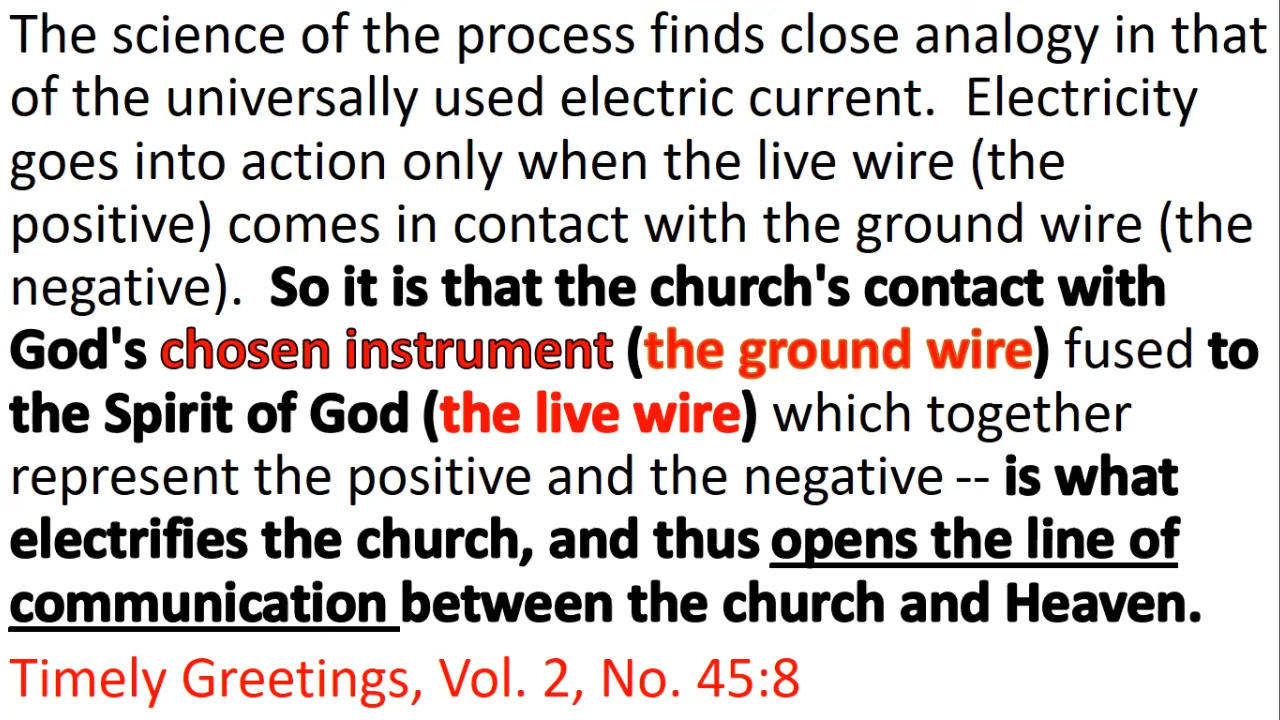 The science of the process finds close analogy in that
of the universally used electric current.  Electricity
goes into action only when the live wire (the
positive) comes in contact with the ground wire (the
negative).  So it is that the church's contact with
God's chosen instrument (the ground wire) fused to
the Spirit of God (the live wire) which together
represent the positive and the negative -- is what
electrifies the church, and thus opens the line of
communication between the church and Heaven.
Timely Greetings, Vol. 2, No. 45:8